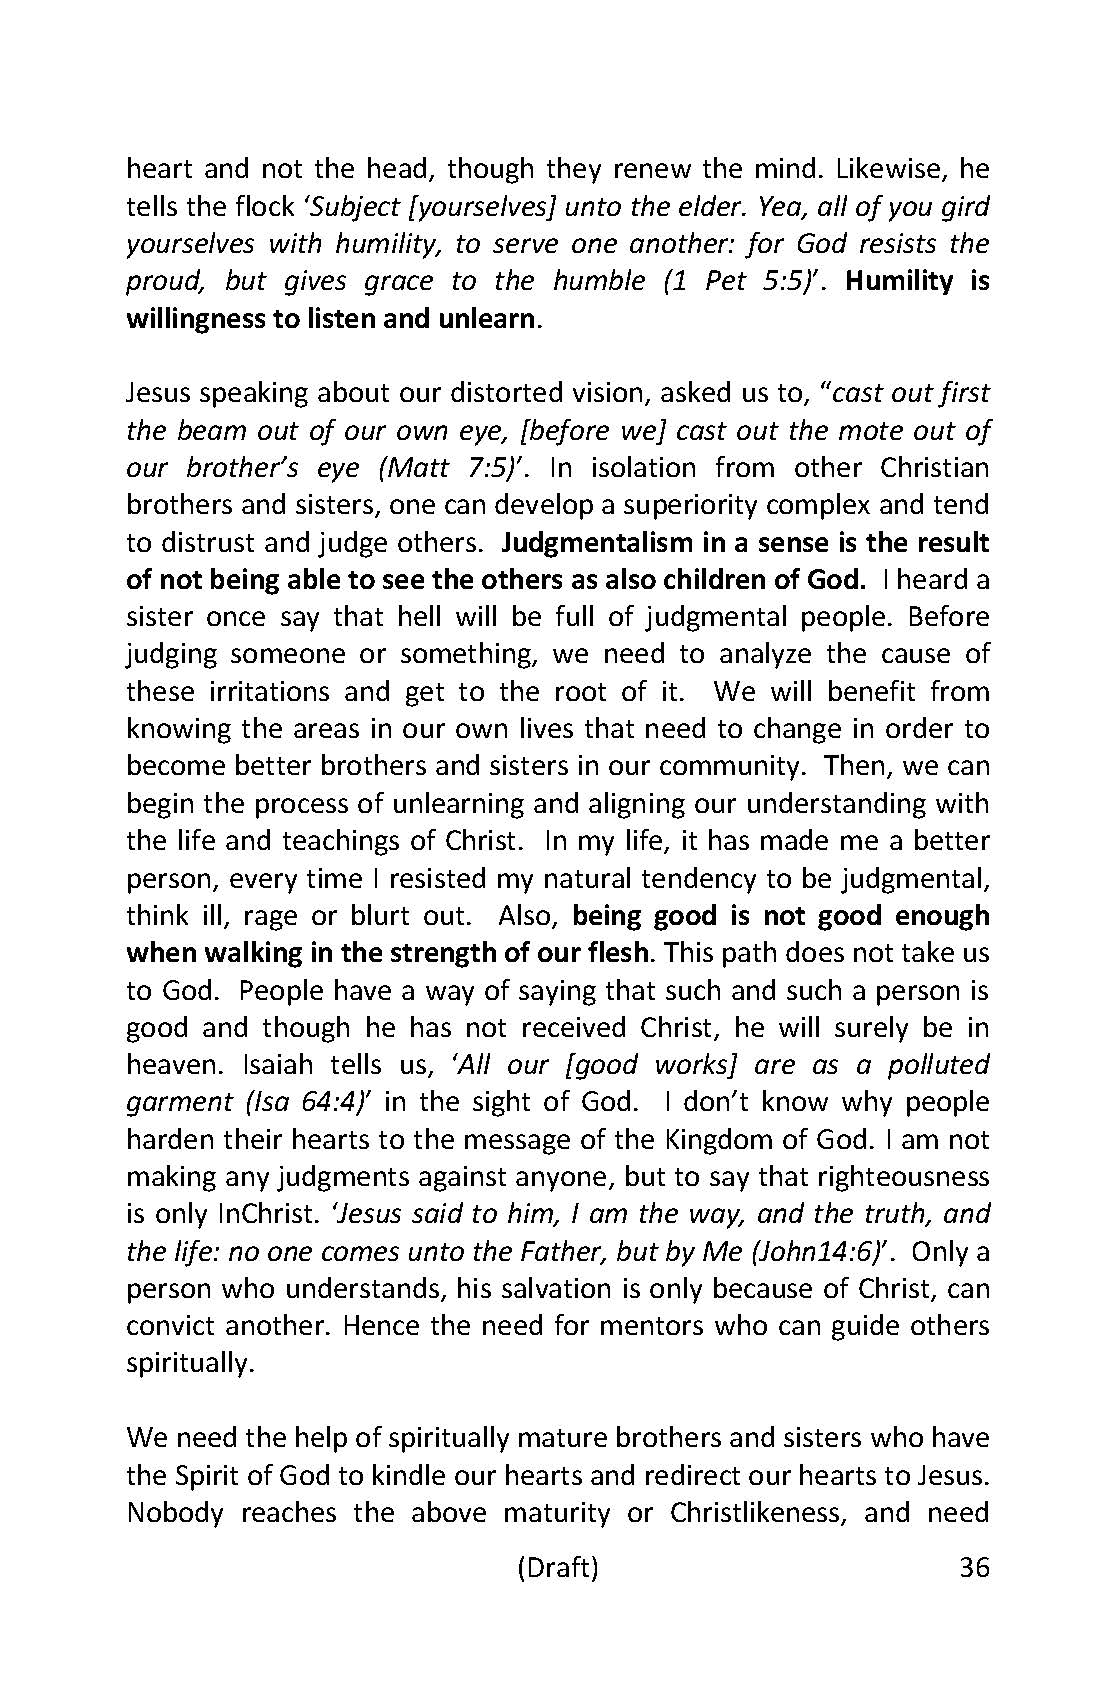 heart and not the head, though they renew the mind. Likewise, he
tells the flock ‘Subject [yourselves] unto the elder. Yea, all of you gird
yourselves with humility, to serve one another: for God resists the
proud, but gives grace to the humble (1 Pet 5:5)’. Humility is
willingness to listen and unlearn.
Jesus speaking about our distorted vision, asked us to, “cast out first
the beam out of our own eye, [before we] cast out the mote out of
our brother’s eye (Matt 7:5)’. In isolation from other Christian
brothers and sisters, one can develop a superiority complex and tend
to distrust and judge others. Judgmentalism in a sense is the result
of not being able to see the others as also children of God. I heard a
sister once say that hell will be full of judgmental people. Before
judging someone or something, we need to analyze the cause of
these irritations and get to the root of it. We will benefit from
knowing the areas in our own lives that need to change in order to
become better brothers and sisters in our community. Then, we can
begin the process of unlearning and aligning our understanding with
the life and teachings of Christ. In my life, it has made me a better
person, every time I resisted my natural tendency to be judgmental,
think ill, rage or blurt out. Also, being good is not good enough
when walking in the strength of our flesh. This path does not take us
to God. People have a way of saying that such and such a person is
good and though he has not received Christ, he will surely be in
heaven. Isaiah tells us, ‘All our [good works] are as a polluted
garment (Isa 64:4)’ in the sight of God. I don’t know why people
harden their hearts to the message of the Kingdom of God. I am not
making any judgments against anyone, but to say that righteousness
is only InChrist. ‘Jesus said to him, I am the way, and the truth, and
the life: no one comes unto the Father, but by Me (John14:6)’. Only a
person who understands, his salvation is only because of Christ, can
convict another. Hence the need for mentors who can guide others
spiritually.
We need the help of spiritually mature brothers and sisters who have
the Spirit of God to kindle our hearts and redirect our hearts to Jesus.
Nobody reaches the above maturity or Christlikeness, and need
(Draft) 36